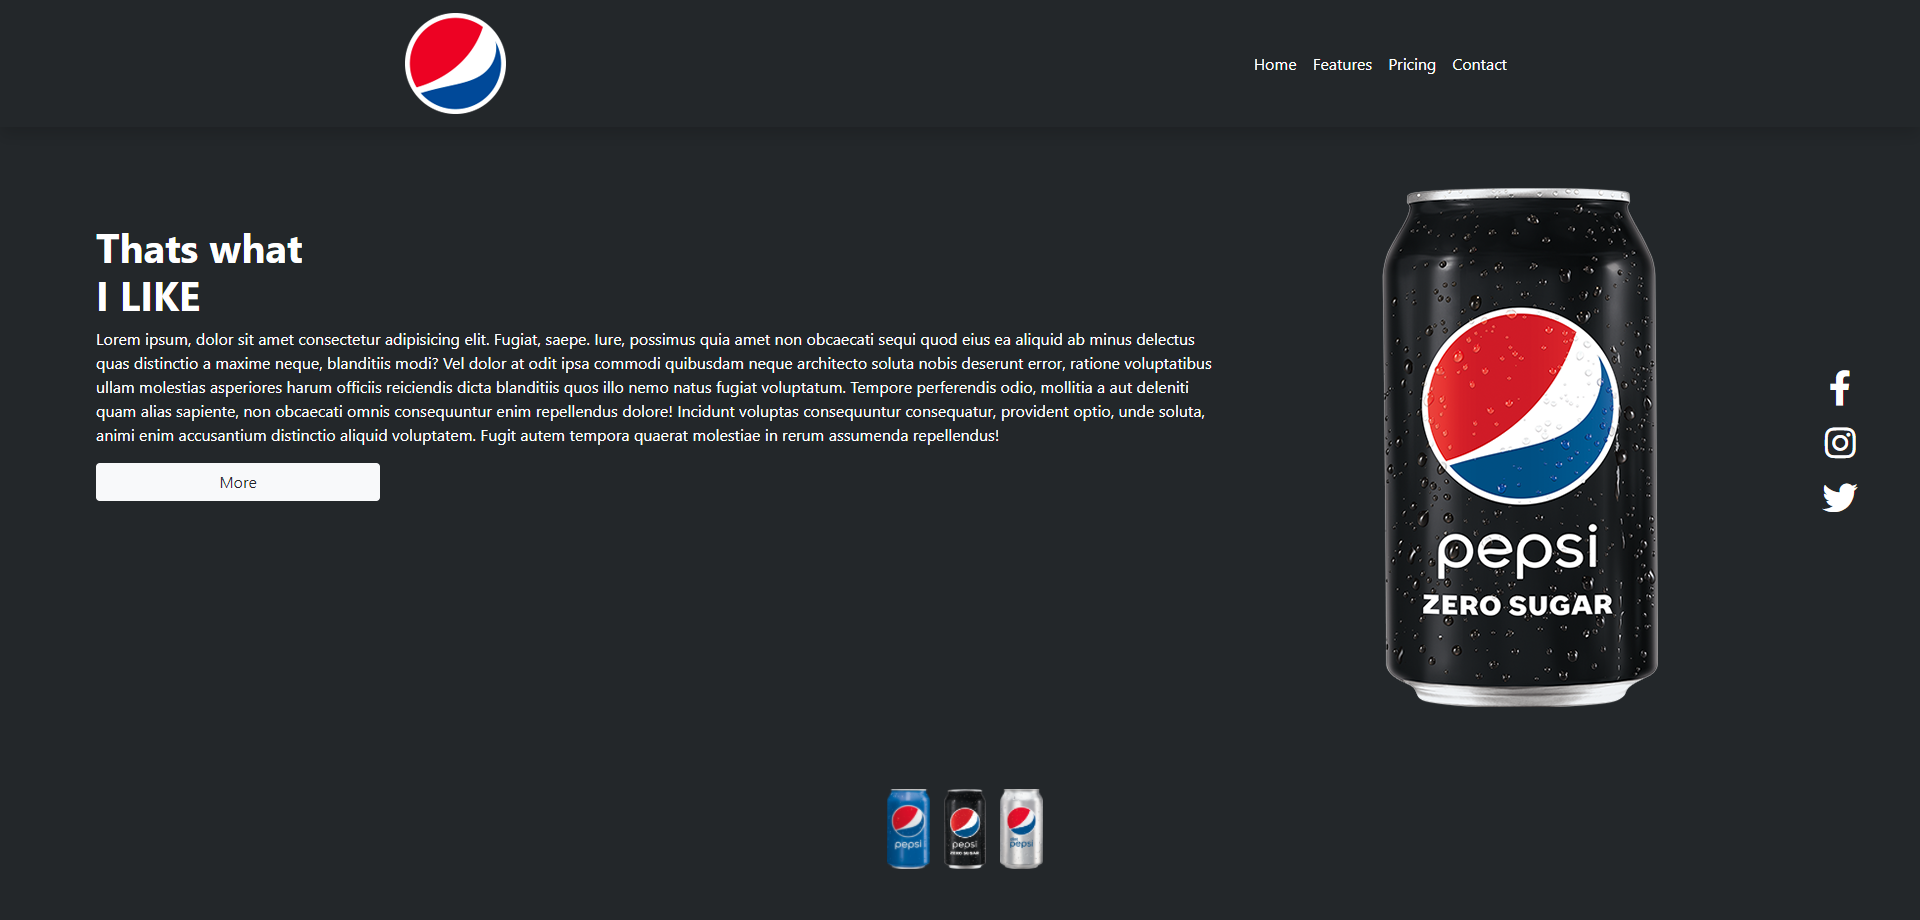 Home Features Pricing Contact
Thats what
I LIKE
Lorem ipsum, dolor sit amet consectetur adipisicing elit. Fugiat, saepe. Iure, possimus quia amet non obcaecati sequi quod eius ea aliquid ab minus delectus
quas distinctio a maxime neque, blanditiis modi? Vel dolor at odit ipsa commodi quibusdam neque architecto soluta nobis deserunt error, ratione voluptatibus
ullam molestias asperiores harum officiis reiciendis dicta blanditiis quos illo nemo natus fugiat voluptatum. Tempore perferendis odio, mollitia a aut deleniti
quam alias sapiente, non obcaecati omnis consequuntur enim repellendus dolore! Incidunt voluptas consequuntur consequatur, provident optio, unde soluta,
animi enim accusantium distinctio aliquid voluptatem. Fugit autem tempora quaerat molestiae in rerum assumenda repellendus!
More
pepsi
ZERO SUGAR
pepsi
pepsi
ZERO SUGAR
diet
pepsi